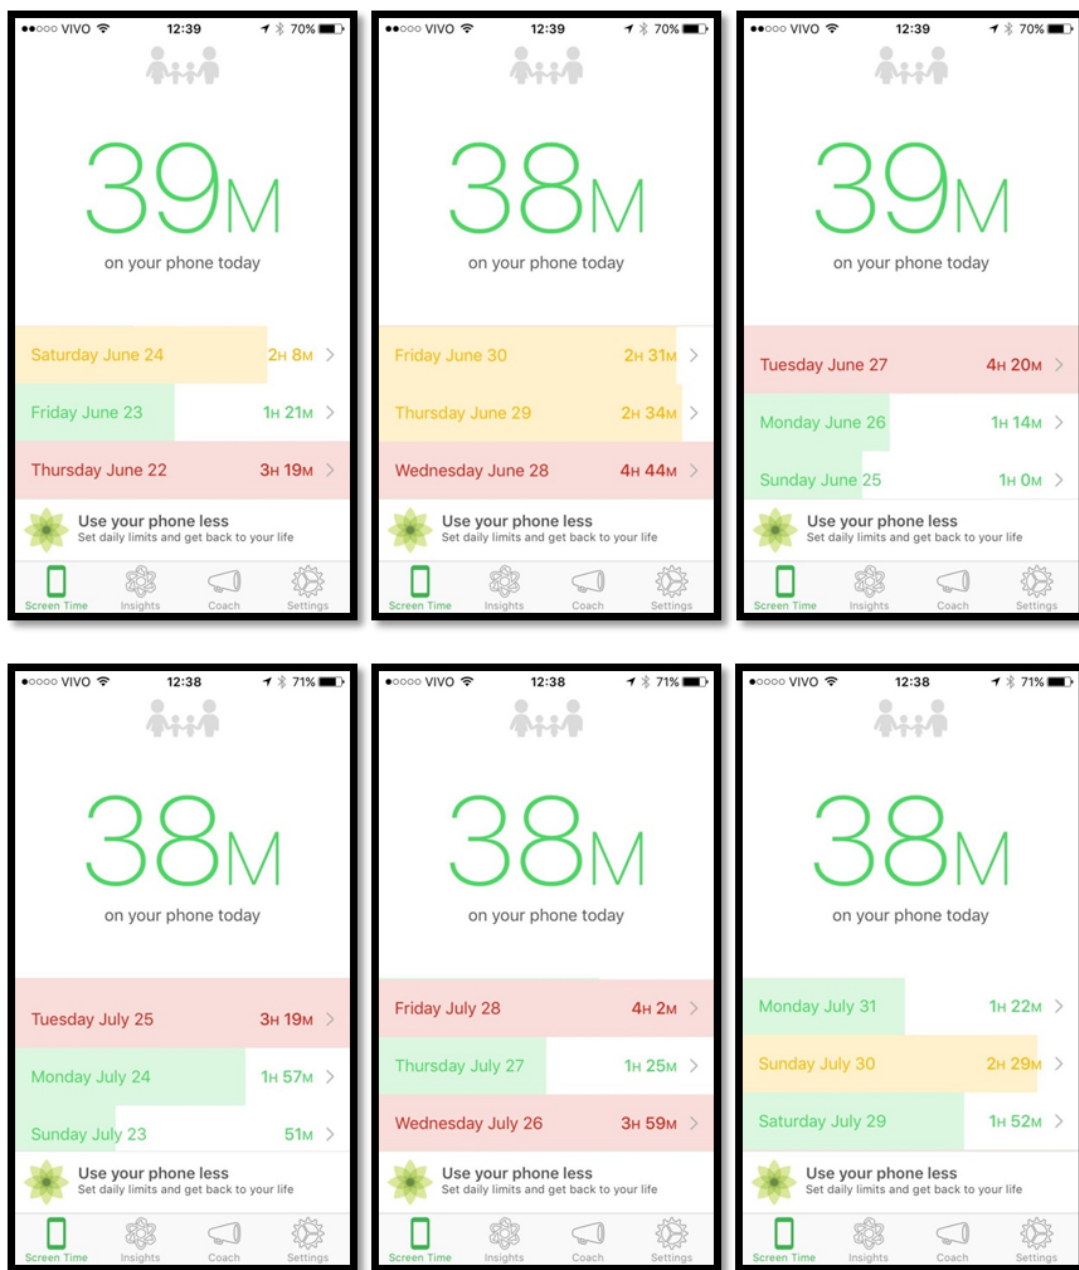 VIVO 12:39 70%
39M
on your phone today
Saturday June 24 2H 8M
Friday June 23 1H 21M
Thursday June 22 3H 19M
Use your phone less
Set daily limits and get back to your life
Screen Time Insights Coach Settings
VIVO 12:39 70%
38M
on your phone today
Friday June 30 2H 31M
Thursday June 29 2H 34M
Wednesday June 28 4H 44M
Use your phone less
Set daily limits and get back to your life
Screen Time Insights Coach Settings
VIVO 12:39 70%
39M
on your phone today
Tuesday June 27 4H 20M
Monday June 26 1H 14M
Sunday June 25 1H 0M
Use your phone less
Set daily limits and get back to your life
Screen Time Insights Coach Settings
VIVO 12:38 71%
38M
on your phone today
Tuesday July 25 3H 19M
Monday July 24 1H 57M
Sunday July 23 51M
Use your phone less
Set daily limits and get back to your life
Screen Time Insights Coach Settings
VIVO 12:38 71%
38M
on your phone today
Friday July 28 4H 2M
Thursday July 27 1H 25M
Wednesday July 26 3H 59M
Use your phone less
Set daily limits and get back to your life
Screen Time Insights Coach Settings
VIVO 12:38 71%
38M
on your phone today
Monday July 31 1H 22M
Sunday July 30 2H 29M
Saturday July 29 1H 52M
Use your phone less
Set daily limits and get back to your life
Screen Time Insights Coach Settings